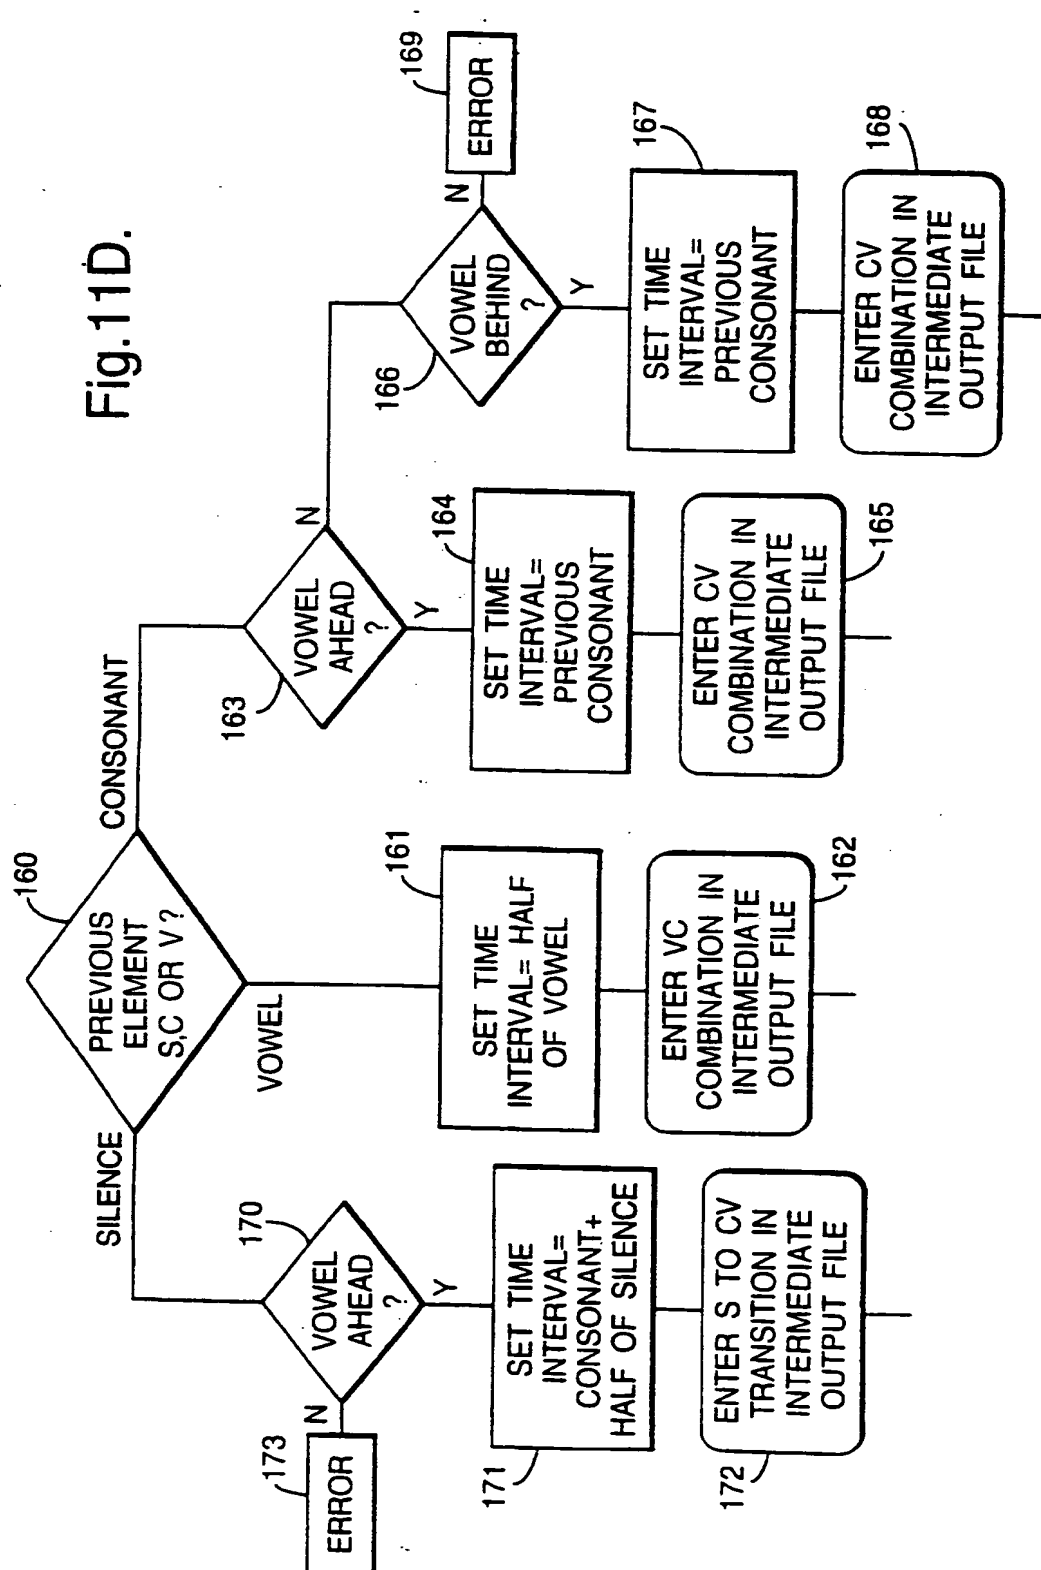 Fig.11D.
160
PREVIOUS
ELEMENT
S,C OR V?
SILENCE
VOWEL
CONSONANT
170
VOWEL
AHEAD
?
N
Y
173
ERROR
171
SET TIME
INTERVAL=
CONSONANT+
HALF OF SILENCE
172
ENTER S TO CV
TRANSITION IN
INTERMEDIATE
OUTPUT FILE
161
SET TIME
INTERVAL= HALF
OF VOWEL
162
ENTER VC
COMBINATION IN
INTERMEDIATE
OUTPUT FILE
163
VOWEL
AHEAD
?
N
Y
164
SET TIME
INTERVAL=
PREVIOUS
CONSONANT
165
ENTER CV
COMBINATION IN
INTERMEDIATE
OUTPUT FILE
166
VOWEL
BEHIND
?
N
Y
169
ERROR
167
SET TIME
INTERVAL=
PREVIOUS
CONSONANT
168
ENTER CV
COMBINATION IN
INTERMEDIATE
OUTPUT FILE